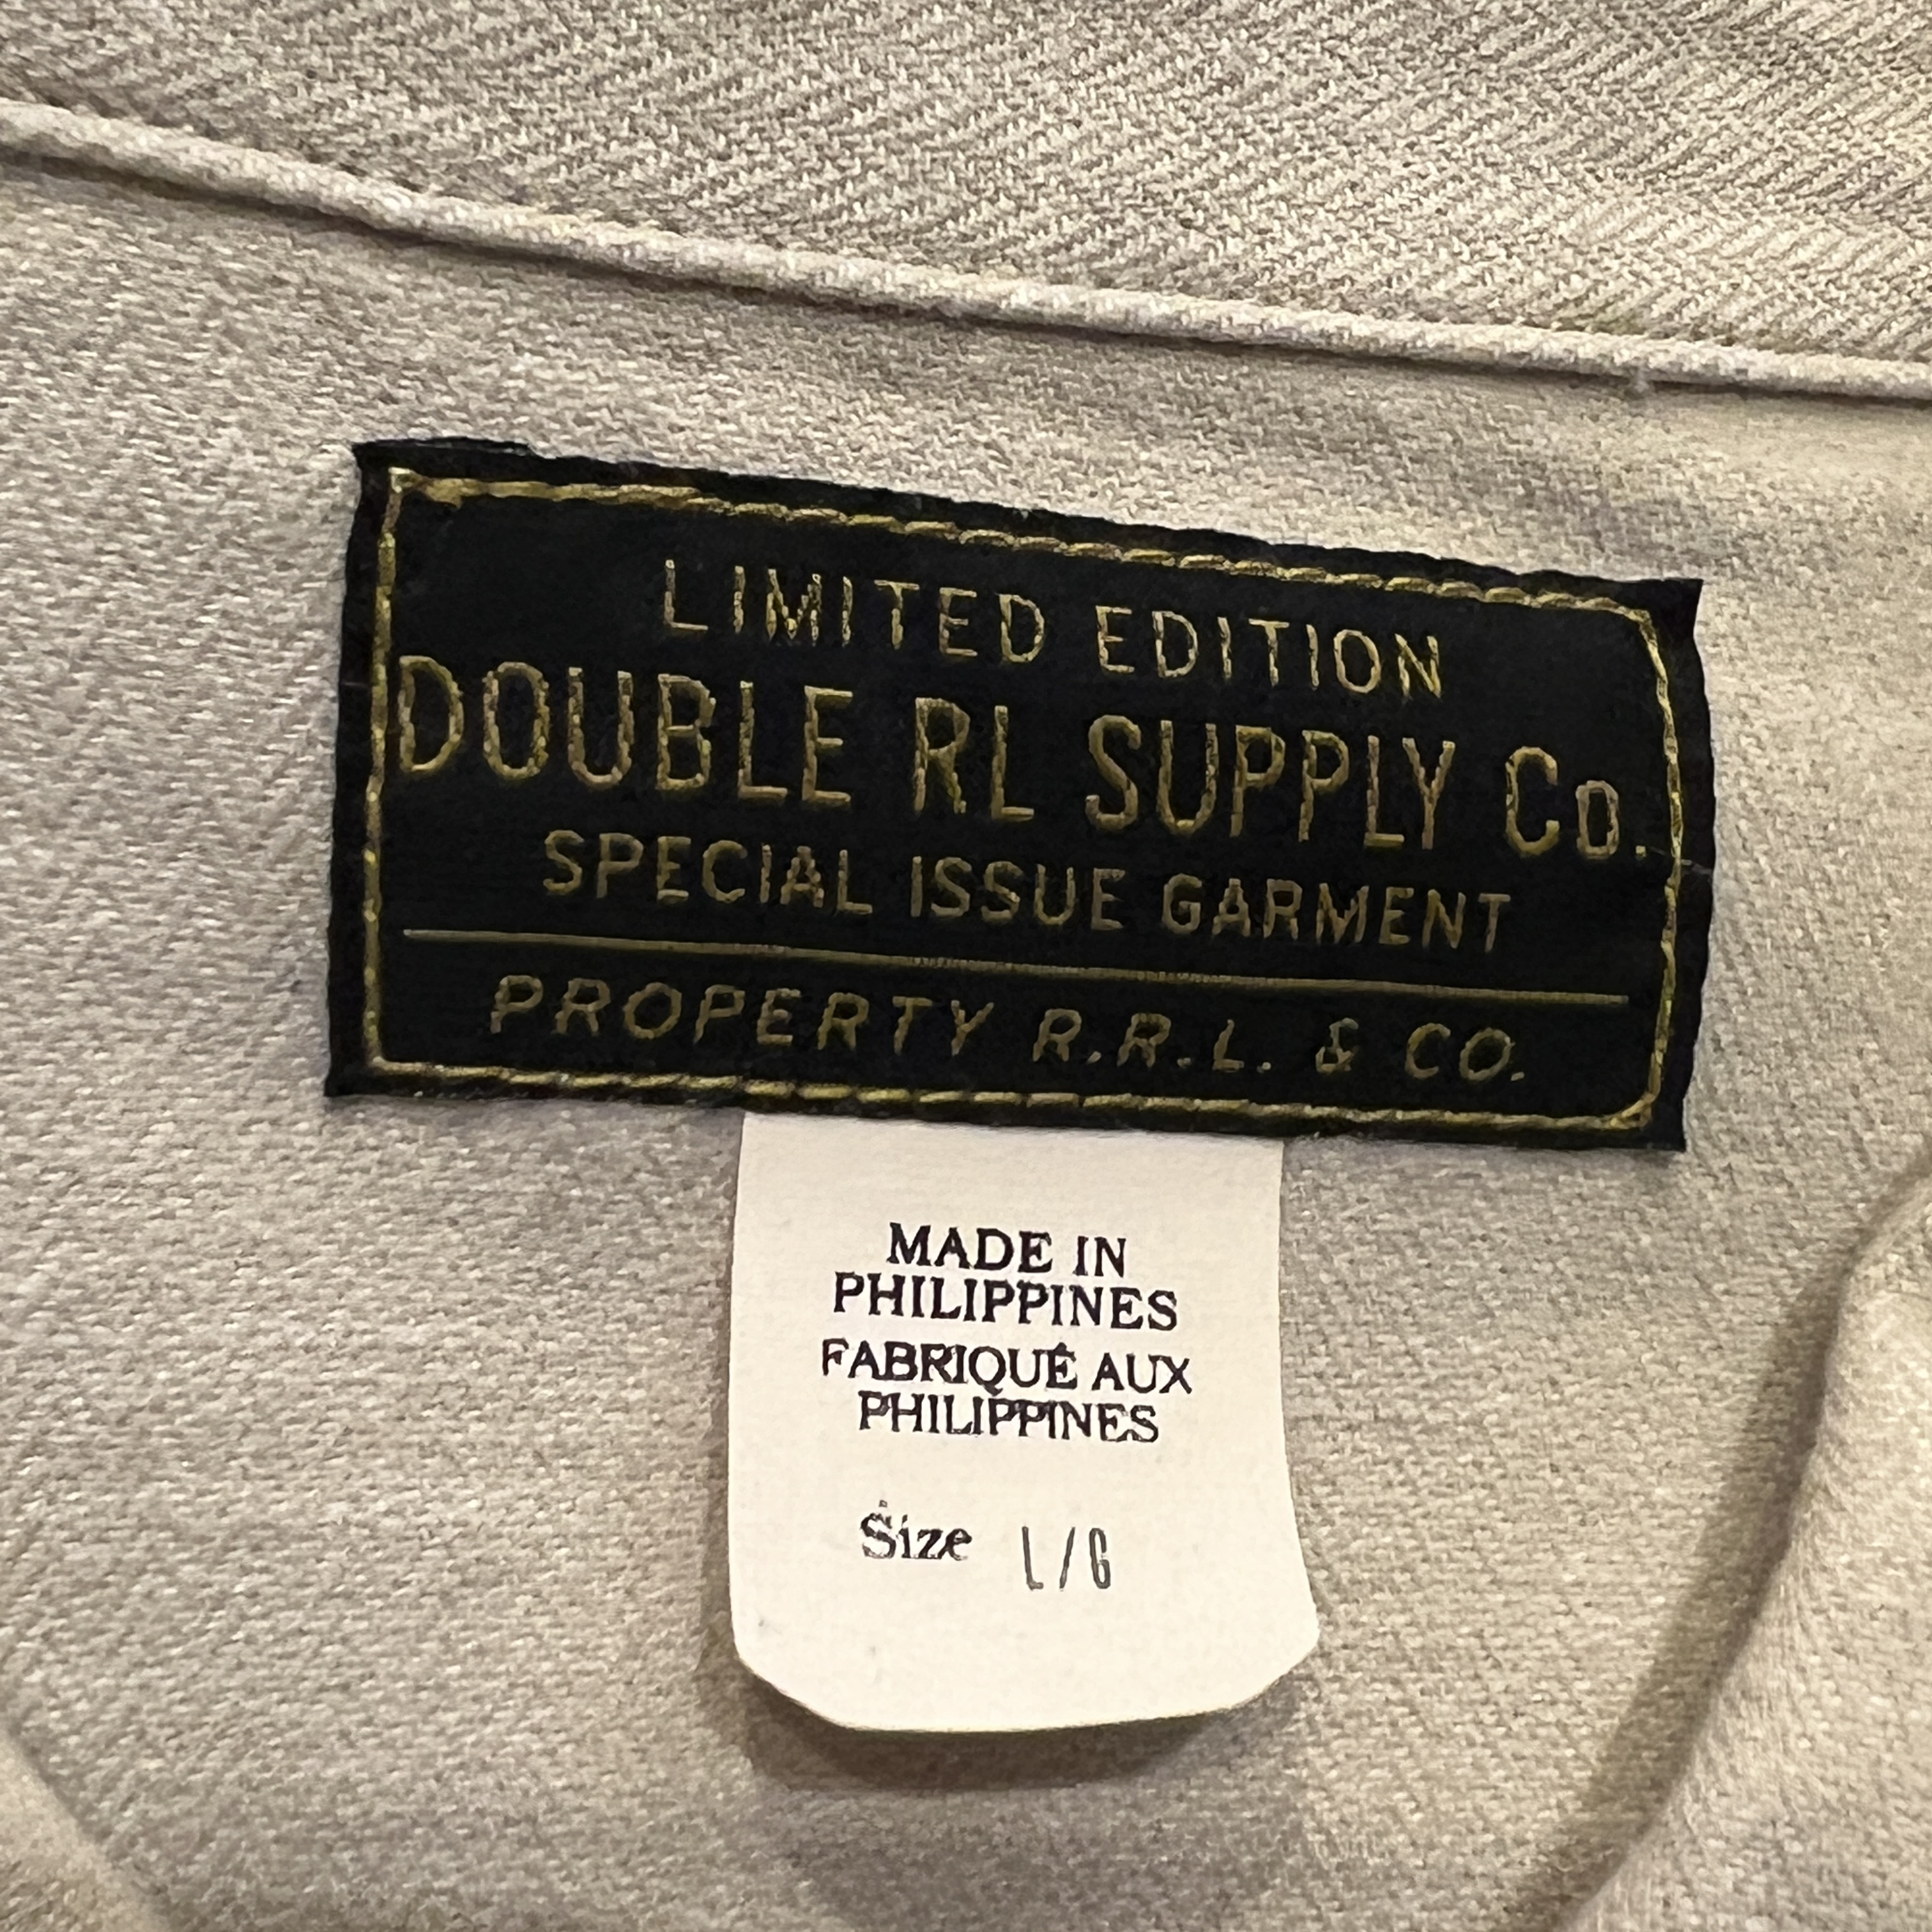 LIMITED EDITION
DOUBLE RL SUPPLY Co.
SPECIAL ISSUE GARMENT
PROPERTY R.R.L. & CO.
MADE IN
PHILIPPINES
FABRIQUÉ AUX
PHILIPPINES
Size L/G